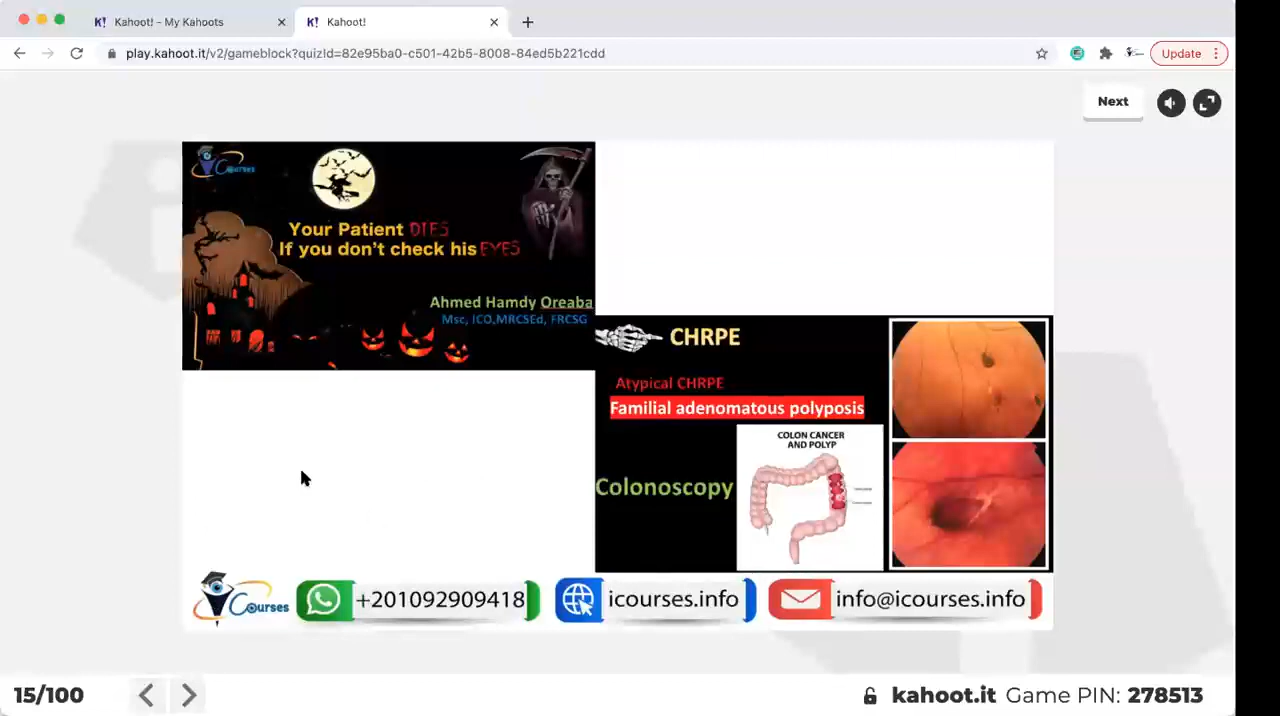 Kahoot! - My Kahoots
Kahoot!
play.kahoot.it/v2/gameblock?quizId=82e95ba0-c501-42b5-8008-84ed5b221cdd
Update
Next
Courses
Your Patient DIES
If you don't check his EYES
Ahmed Hamdy Oreaba
Msc, ICO,MRCSEd, FRCSG
CHRPE
Atypical CHRPE
Familial adenomatous polyposis
COLON CANCER
AND POLYP
Colonoscopy
Courses
+201092909418
icourses.info
info@icourses.info
15/100
kahoot.it Game PIN: 278513